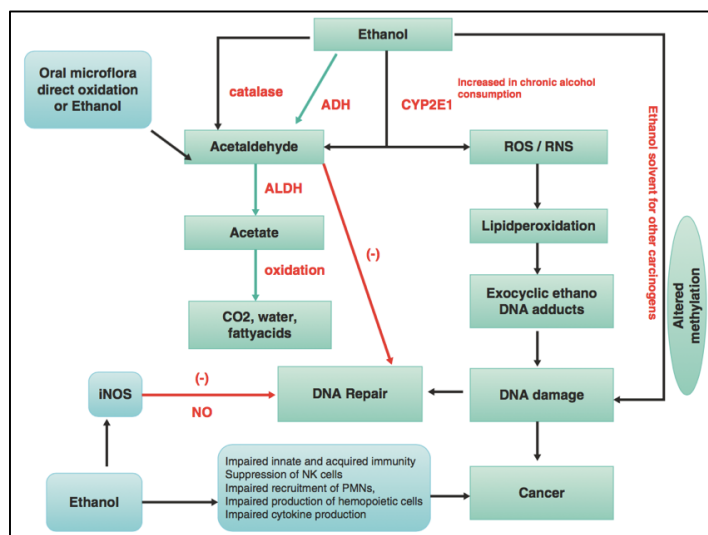 Ethanol
Oral microflora
direct oxidation
or Ethanol
catalase
ADH
CYP2E1
Increased in chronic alcohol
consumption
Acetaldehyde
ROS / RNS
Ethanol solvent for other carcinogens
ALDH
Lipidperoxidation
Acetate
(-)
oxidation
Exocyclic ethano
DNA adducts
Altered
methylation
CO2, water,
fattyacids
(-)
iNOS
NO
DNA Repair
DNA damage
Impaired innate and acquired immunity
Suppression of NK cells
Impaired recruitment of PMNs,
Impaired production of hemopoietic cells
Impaired cytokine production
Ethanol
Cancer